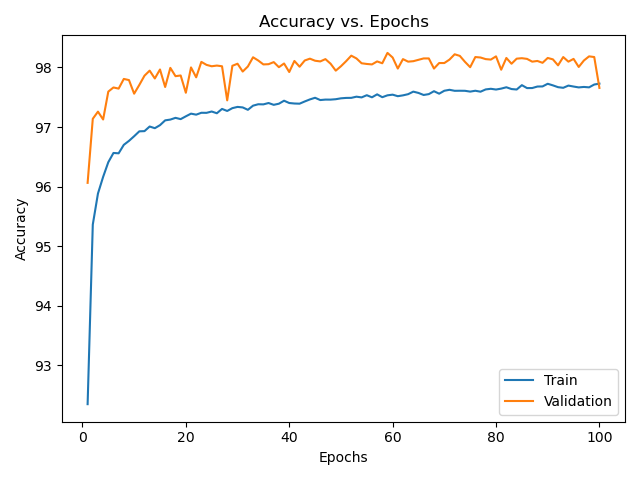 Accuracy vs. Epochs
98
97
96
95
94
93
Accuracy
0 20 40 60 80 100
Epochs
Train
Validation